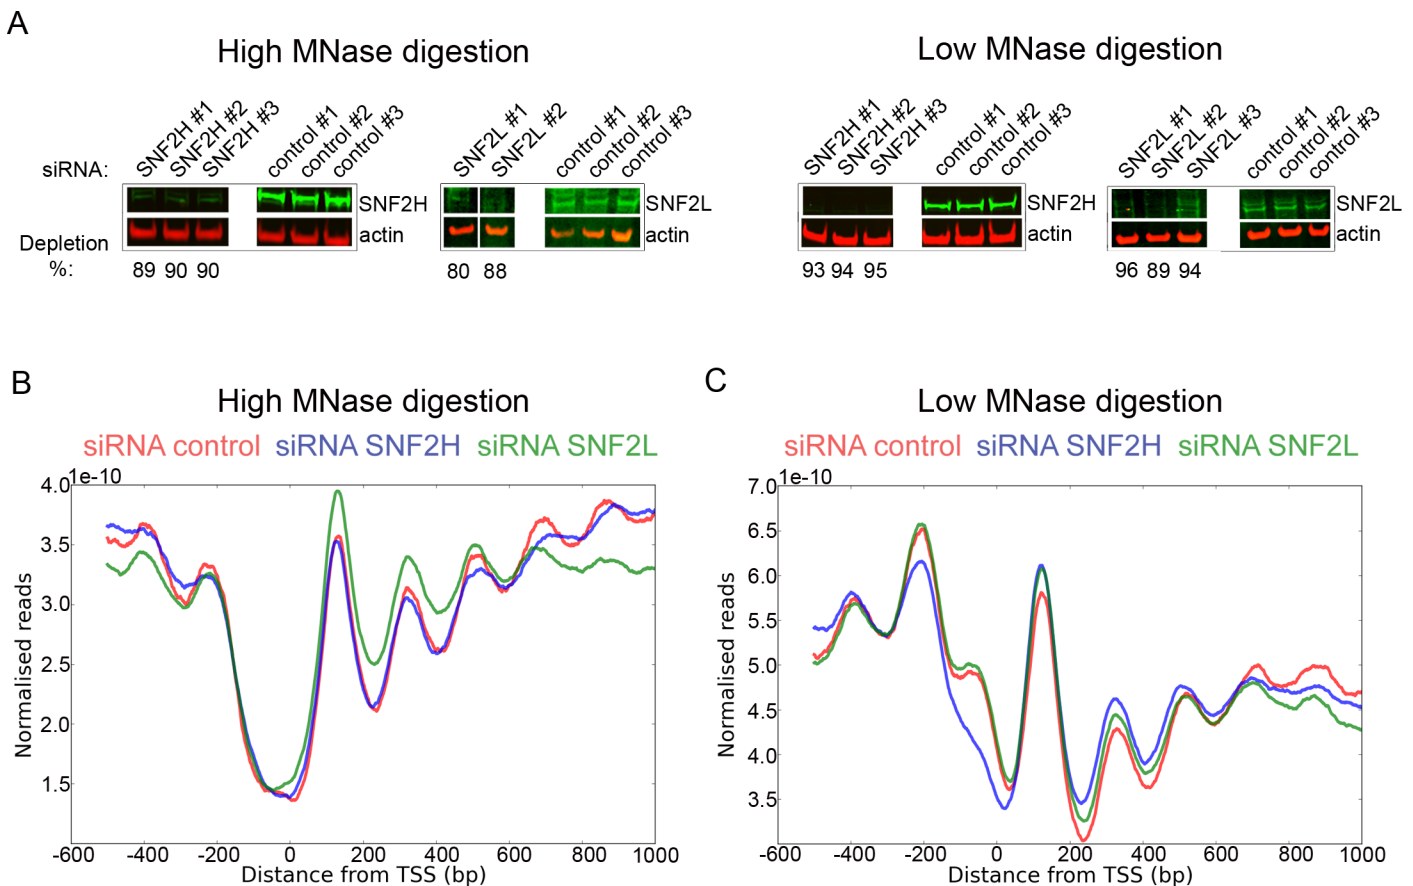 A
High MNase digestion
Low MNase digestion
siRNA:
SNF2H #1
SNF2H #2
SNF2H #3
control #1
control #2
control #3
SNF2L #1
SNF2L #2
control #1
control #2
control #3
SNF2H #1
SNF2H #2
SNF2H #3
control #1
control #2
control #3
SNF2L #1
SNF2L #2
SNF2L #3
control #1
control #2
control #3
SNF2H
SNF2L
SNF2H
SNF2L
actin
actin
actin
actin
Depletion
%:
89 90 90
80 88
93 94 95
96 89 94
B
High MNase digestion
siRNA control siRNA SNF2H siRNA SNF2L
1e-10
4.0
3.5
3.0
2.5
2.0
1.5
Normalised reads
-600 -400 -200 0 200 400 600 800 1000
Distance from TSS (bp)
C
Low MNase digestion
siRNA control siRNA SNF2H siRNA SNF2L
1e-10
7.0
6.5
6.0
5.5
5.0
4.5
4.0
3.5
Normalised reads
-600 -400 -200 0 200 400 600 800 1000
Distance from TSS (bp)